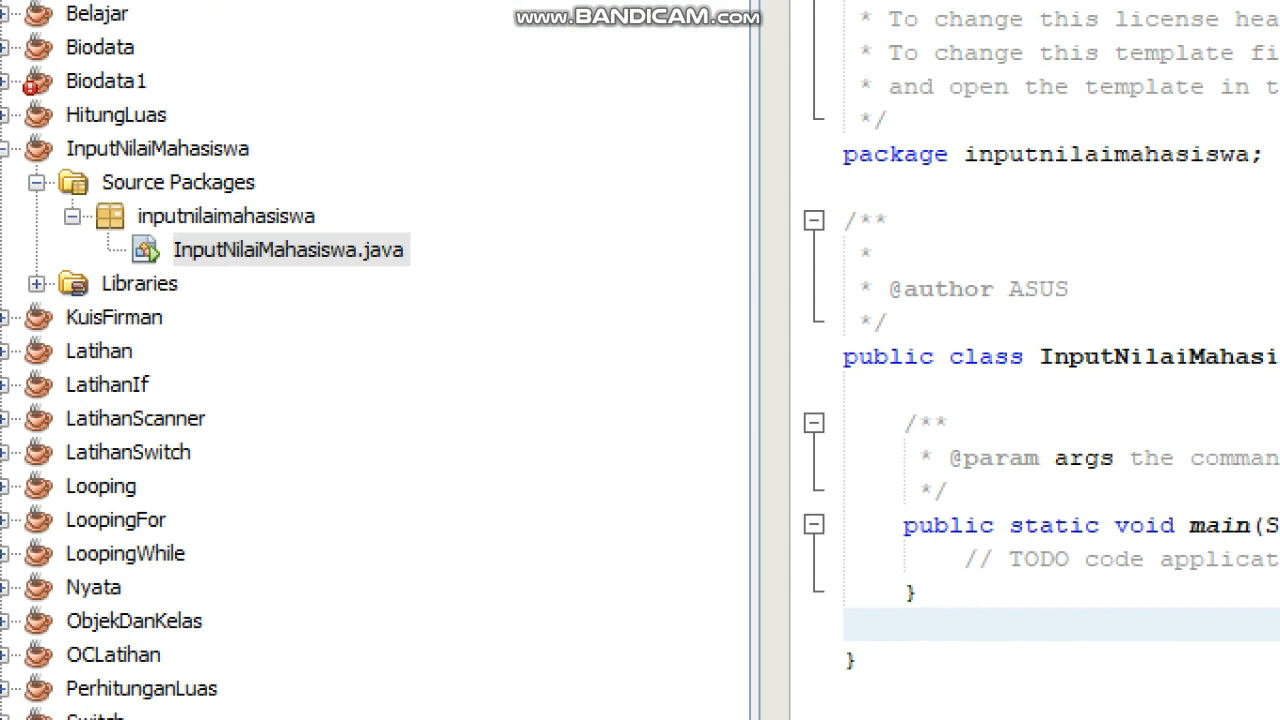 www.BANDICAM.com
Belajar
Biodata
Biodata1
HitungLuas
InputNilaiMahasiswa
Source Packages
inputnilaimahasiswa
InputNilaiMahasiswa.java
Libraries
KuisFirman
Latihan
LatihanIf
LatihanScanner
LatihanSwitch
Looping
LoopingFor
LoopingWhile
Nyata
ObjekDanKelas
OCLatihan
PerhitunganLuas
* To change this license hea
* To change this template fi
* and open the template in t
*/
package inputnilaimahasiswa;
/**
*
* @author ASUS
*/
public class InputNilaiMahasi
/**
* @param args the comman
*/
public static void main(S
// TODO code applicat
}
}